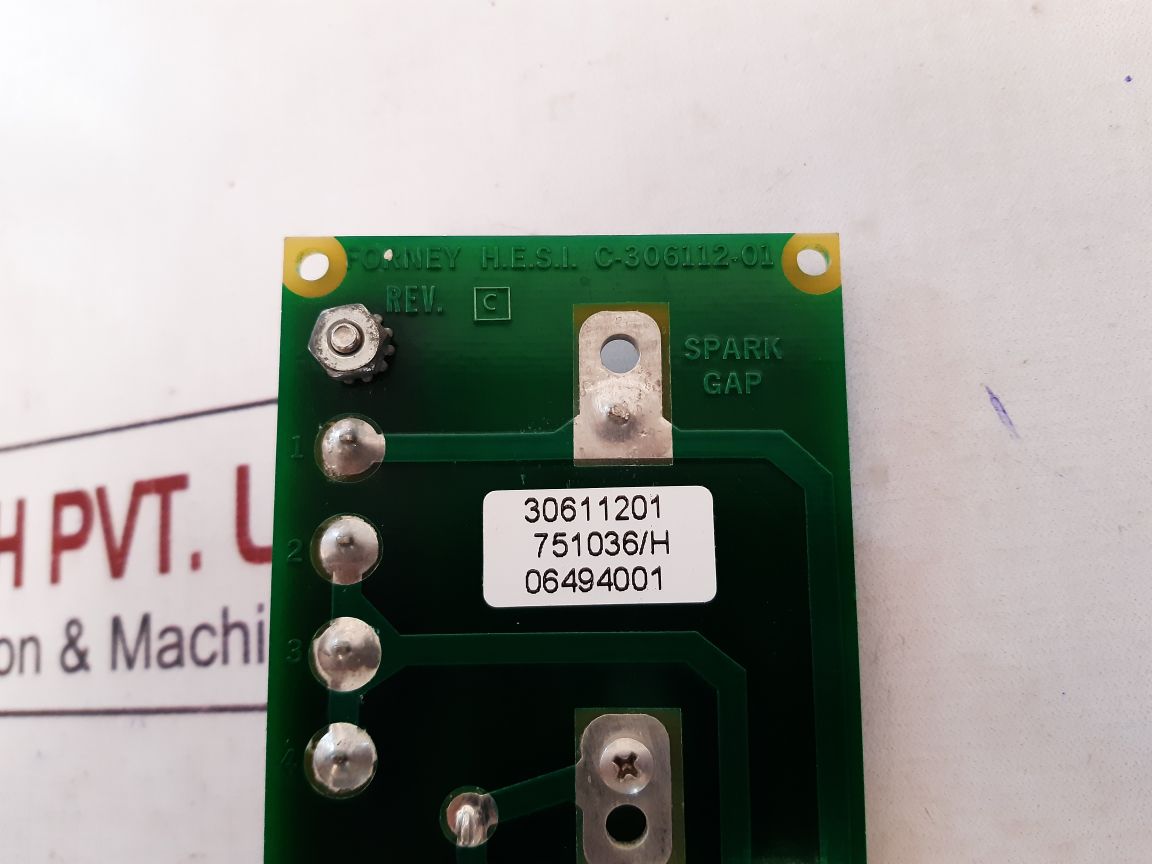 FORNEY H.E.S.I. C-306112-01
REV. C
SPARK
GAP
1
30611201
751036/H
06494001
2
3
4
H PVT. U
on & Machi